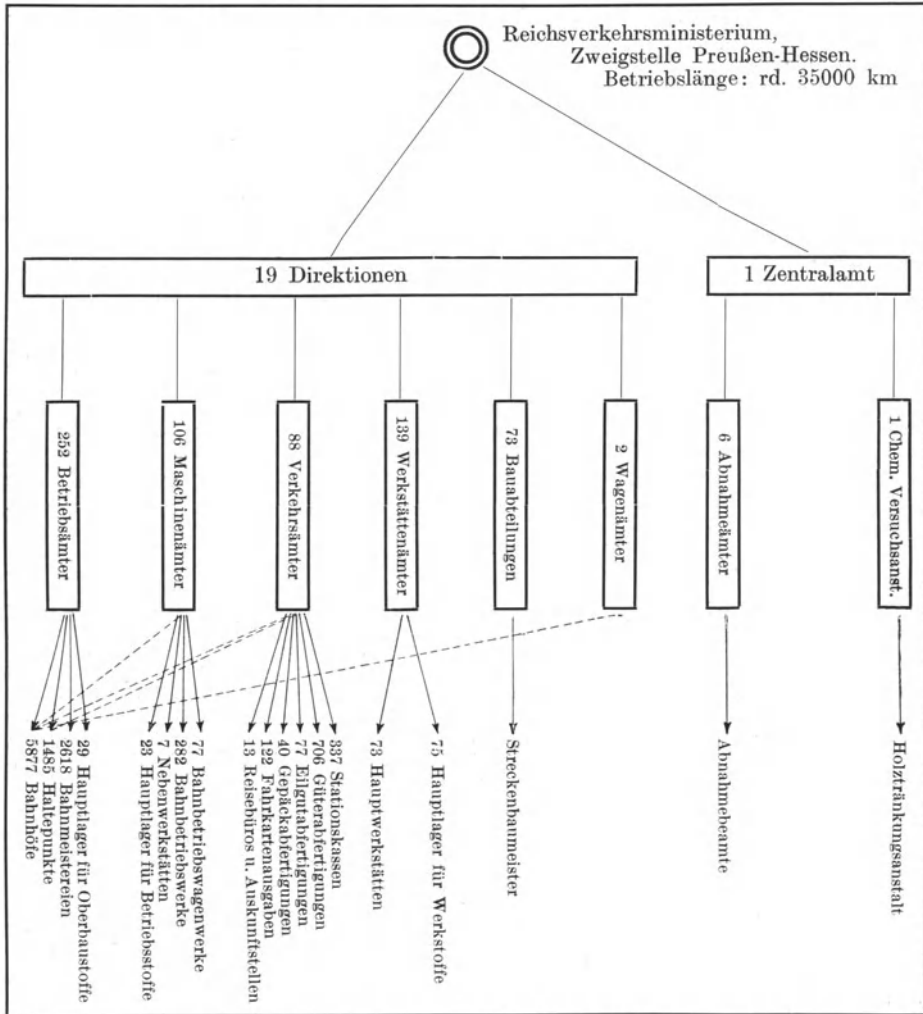 Reichsverkehrsministerium,
Zweigstelle Preußen-Hessen.
Betriebslänge: rd. 35000 km
19 Direktionen
1 Zentralamt
252 Betriebsämter
106 Maschinenämter
88 Verkehrsämter
139 Werkstättenämter
73 Bauabteilungen
2 Wagenämter
6 Abnahmeämter
1 Chem. Versuchsanst.
5877 Bahnhöfe
1485 Haltepunkte
2618 Bahnmeistereien
29 Hauptlager für Oberbaustoffe
23 Hauptlager für Betriebsstoffe
7 Nebenwerkstätten
282 Bahnbetriebswerke
77 Bahnbetriebswagenwerke
13 Reisebüros u. Auskunftstellen
122 Fahrkartenausgaben
40 Gepäckabfertigungen
77 Eilgutabfertigungen
706 Güterabfertigungen
337 Stationskassen
73 Hauptwerkstätten
75 Hauptlager für Werkstoffe
Streckenbaumeister
Abnahmebeamte
Holztränkungsanstalt